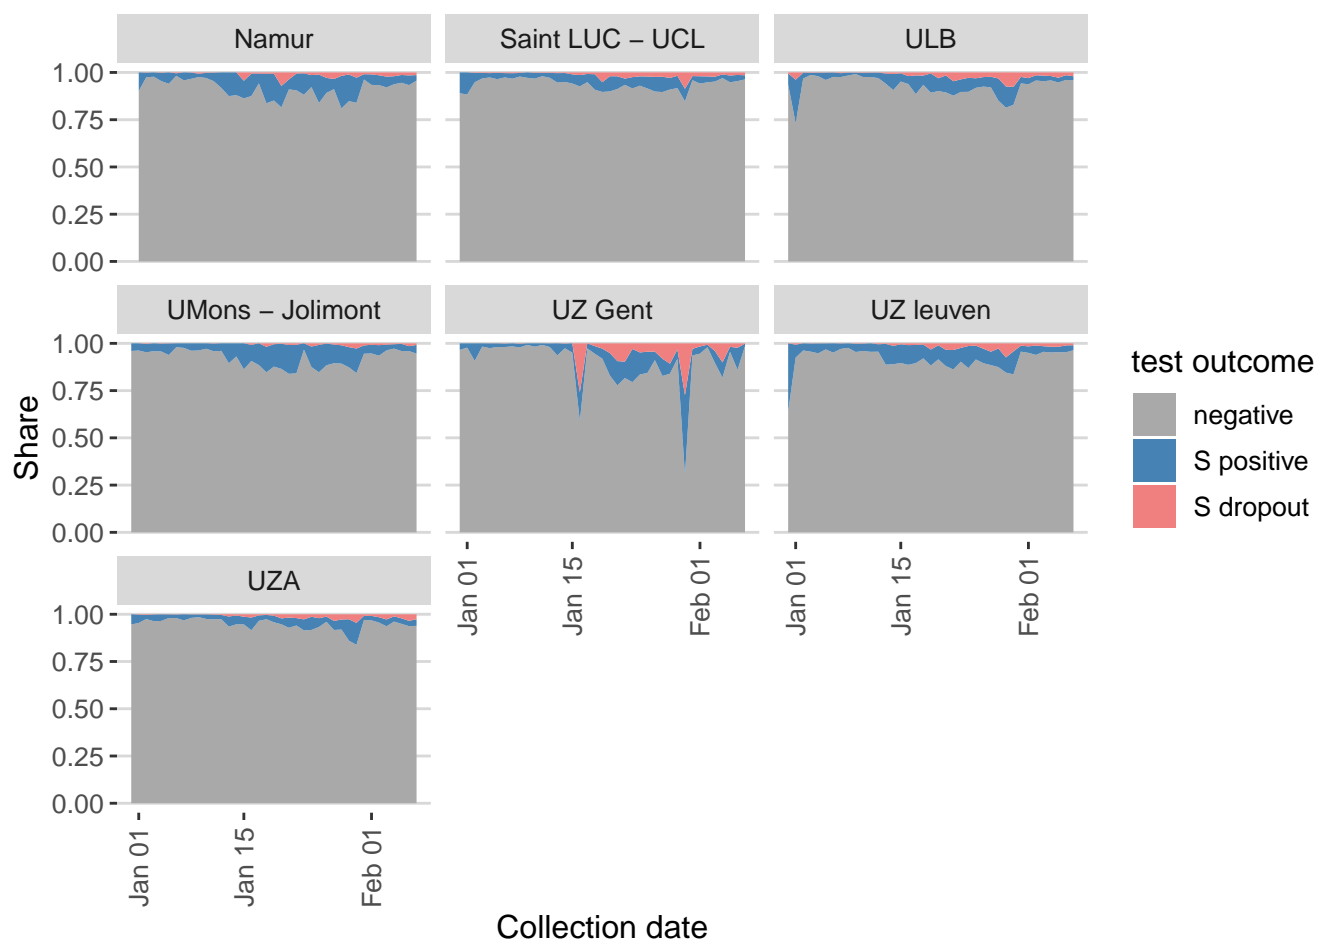 Namur
Saint LUC – UCL
ULB
1.00
0.75
0.50
0.25
0.00
UMons – Jolimont
UZ Gent
UZ leuven
1.00
0.75
0.50
0.25
0.00
Jan 01
Jan 15
Feb 01
Jan 01
Jan 15
Feb 01
UZA
1.00
0.75
0.50
0.25
0.00
Jan 01
Jan 15
Feb 01
Share
Collection date
test outcome
negative
S positive
S dropout